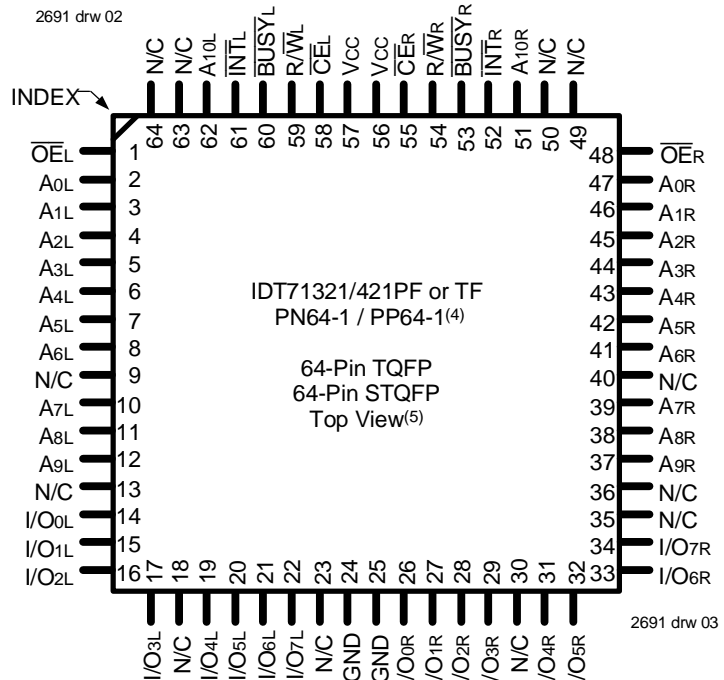 2691 drw 02
INDEX
N/C
N/C
A10L
INTL
BUSYL
R/WL
CEL
VCC
VCC
CER
R/WR
BUSYR
INTR
A10R
N/C
N/C
64
63
62
61
60
59
58
57
56
55
54
53
52
51
50
49
OEL 1
A0L 2
A1L 3
A2L 4
A3L 5
A4L 6
A5L 7
A6L 8
N/C 9
A7L 10
A8L 11
A9L 12
N/C 13
I/O0L 14
I/O1L 15
I/O2L 16
IDT71321/421PF or TF
PN64-1 / PP64-1(4)
64-Pin TQFP
64-Pin STQFP
Top View(5)
48 OER
47 A0R
46 A1R
45 A2R
44 A3R
43 A4R
42 A5R
41 A6R
40 N/C
39 A7R
38 A8R
37 A9R
36 N/C
35 N/C
34 I/O7R
33 I/O6R
17
18
19
20
21
22
23
24
25
26
27
28
29
30
31
32
I/O3L
N/C
I/O4L
I/O5L
I/O6L
I/O7L
N/C
GND
GND
I/O0R
I/O1R
I/O2R
I/O3R
N/C
I/O4R
I/O5R
2691 drw 03